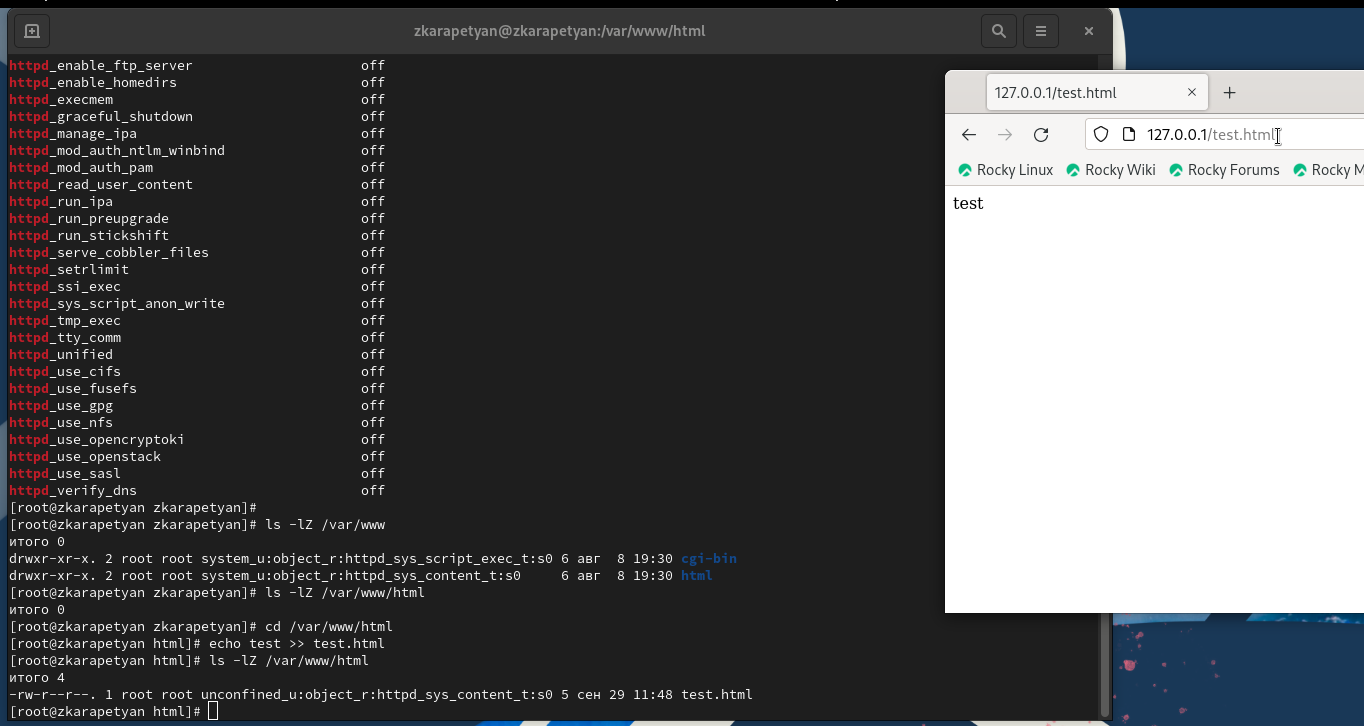 zkarapetyan@zkarapetyan:/var/www/html
httpd_enable_ftp_server off
httpd_enable_homedirs off
httpd_execmem off
httpd_graceful_shutdown off
httpd_manage_ipa off
httpd_mod_auth_ntlm_winbind off
httpd_mod_auth_pam off
httpd_read_user_content off
httpd_run_ipa off
httpd_run_preupgrade off
httpd_run_stickshift off
httpd_serve_cobbler_files off
httpd_setrlimit off
httpd_ssi_exec off
httpd_sys_script_anon_write off
httpd_tmp_exec off
httpd_tty_comm off
httpd_unified off
httpd_use_cifs off
httpd_use_fusefs off
httpd_use_gpg off
httpd_use_nfs off
httpd_use_opencryptoki off
httpd_use_openstack off
httpd_use_sasl off
httpd_verify_dns off
[root@zkarapetyan zkarapetyan]#
[root@zkarapetyan zkarapetyan]# ls -lZ /var/www
итого 0
drwxr-xr-x. 2 root root system_u:object_r:httpd_sys_script_exec_t:s0 6 авг  8 19:30 cgi-bin
drwxr-xr-x. 2 root root system_u:object_r:httpd_sys_content_t:s0     6 авг  8 19:30 html
[root@zkarapetyan zkarapetyan]# ls -lZ /var/www/html
итого 0
[root@zkarapetyan zkarapetyan]# cd /var/www/html
[root@zkarapetyan html]# echo test >> test.html
[root@zkarapetyan html]# ls -lZ /var/www/html
итого 4
-rw-r--r--. 1 root root unconfined_u:object_r:httpd_sys_content_t:s0 5 сен 29 11:48 test.html
[root@zkarapetyan html]#
127.0.0.1/test.html
127.0.0.1/test.html
Rocky Linux Rocky Wiki Rocky Forums Rocky M
test